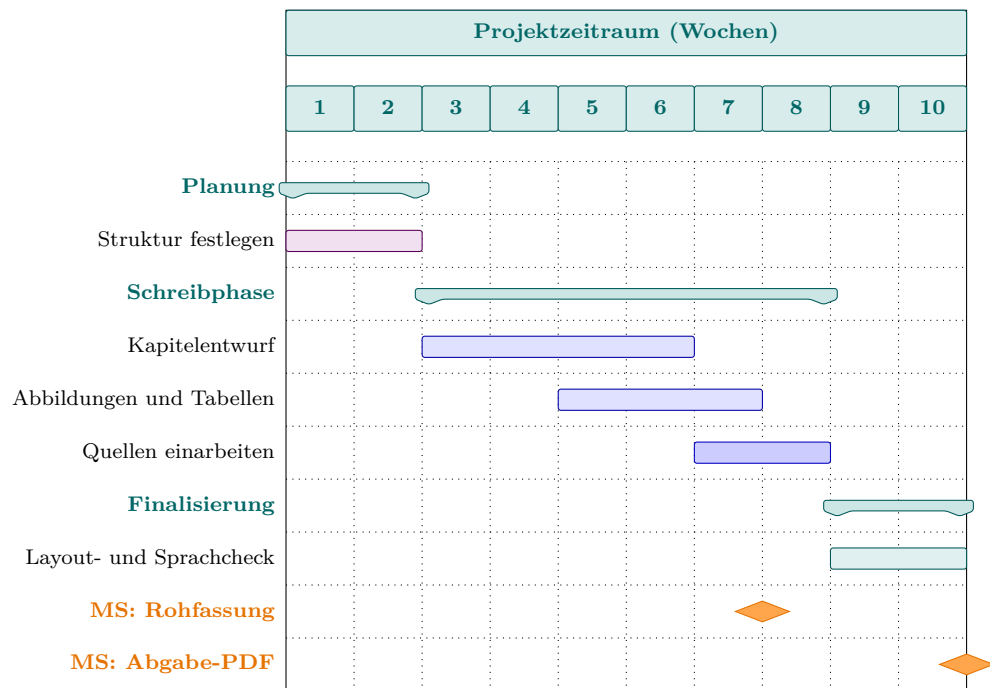 Projektzeitraum (Wochen)
1 2 3 4 5 6 7 8 9 10
Planung
Struktur festlegen
Schreibphase
Kapitelentwurf
Abbildungen und Tabellen
Quellen einarbeiten
Finalisierung
Layout- und Sprachcheck
MS: Rohfassung
MS: Abgabe-PDF